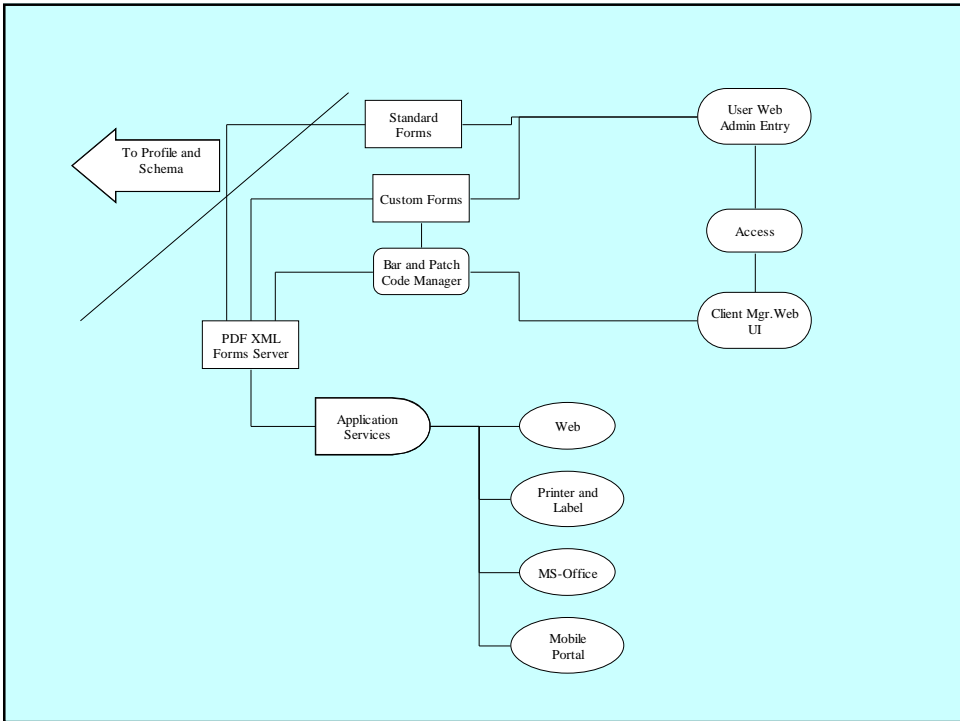 Standard
Forms
User Web
Admin Entry
To Profile and
Schema
Custom Forms
Access
Bar and Patch
Code Manager
Client Mgr.Web
UI
PDF XML
Forms Server
Application
Services
Web
Printer and
Label
MS-Office
Mobile
Portal